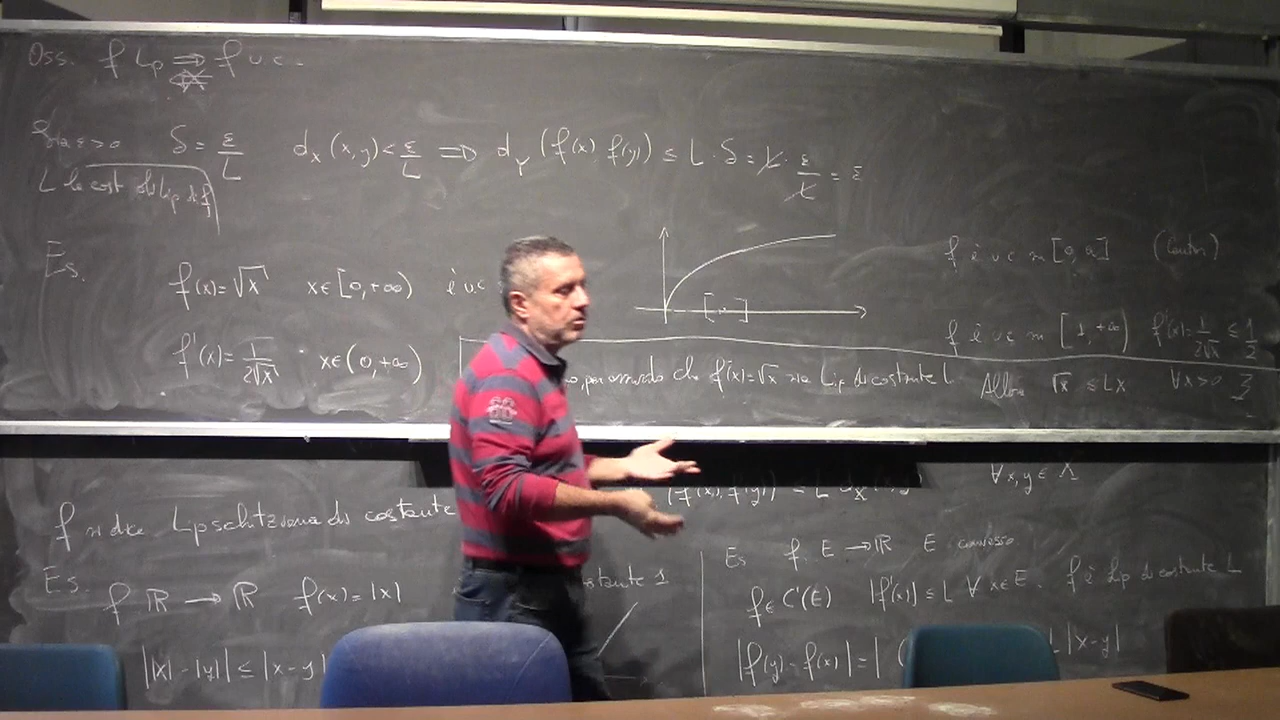 Oss. f Lp ⇒ f u.c.
ε>0 δ = ε/L d_X(x,y) < ε/L ⇒ d_Y(f(x) f(y)) ≤ L·δ = L· ε/L = ε
L la cost di Lip di f
Es. f(x)=√x x∈[0,+∞) è u.c
f è u c in [0,a] (Cantor)
f'(x)= 1/(2√x) x∈(0,+∞)
f è u c in [1,+∞) f'(x)= 1/(2√x) ≤ 1/2
per assurdo che f(x)=√x sia Lip di costante L. Allora √x ≤ Lx ∀x>0
f si dice Lipschitziana di costante (f(x),f(y)) ≤ L d_X ∀ x,y ∈ X
Es. f: ℝ → ℝ f(x)=|x| costante 1
||x|-|y|| ≤ |x-y|
Es f: E → ℝ E convesso
f∈C'(E) |f'(x)| ≤ L ∀ x∈E. f è Lip di costante L
|f(y)-f(x)| = | L |x-y|